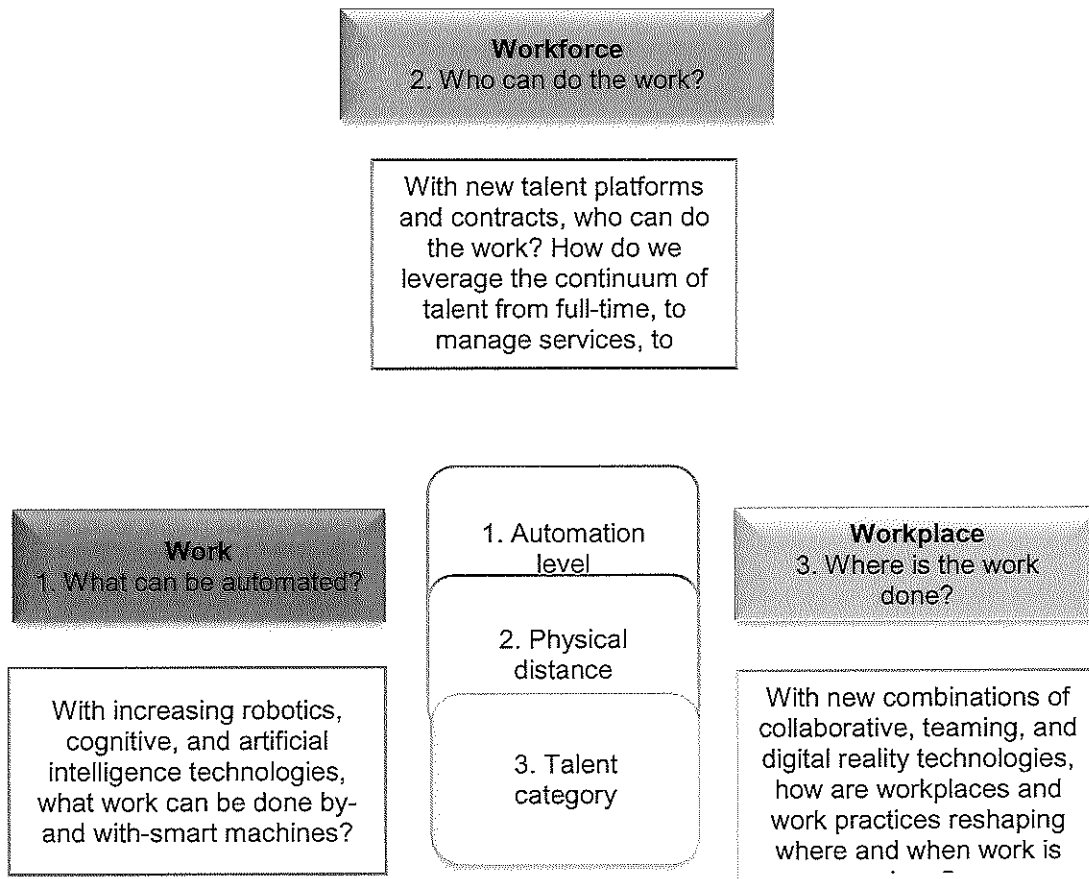 Workforce
2. Who can do the work?
With new talent platforms
and contracts, who can do
the work? How do we
leverage the continuum of
talent from full-time, to
manage services, to
Work
1. What can be automated?
With increasing robotics,
cognitive, and artificial
intelligence technologies,
what work can be done by-
and with-smart machines?
1. Automation
level
2. Physical
distance
3. Talent
category
Workplace
3. Where is the work
done?
With new combinations of
collaborative, teaming, and
digital reality technologies,
how are workplaces and
work practices reshaping
where and when work is